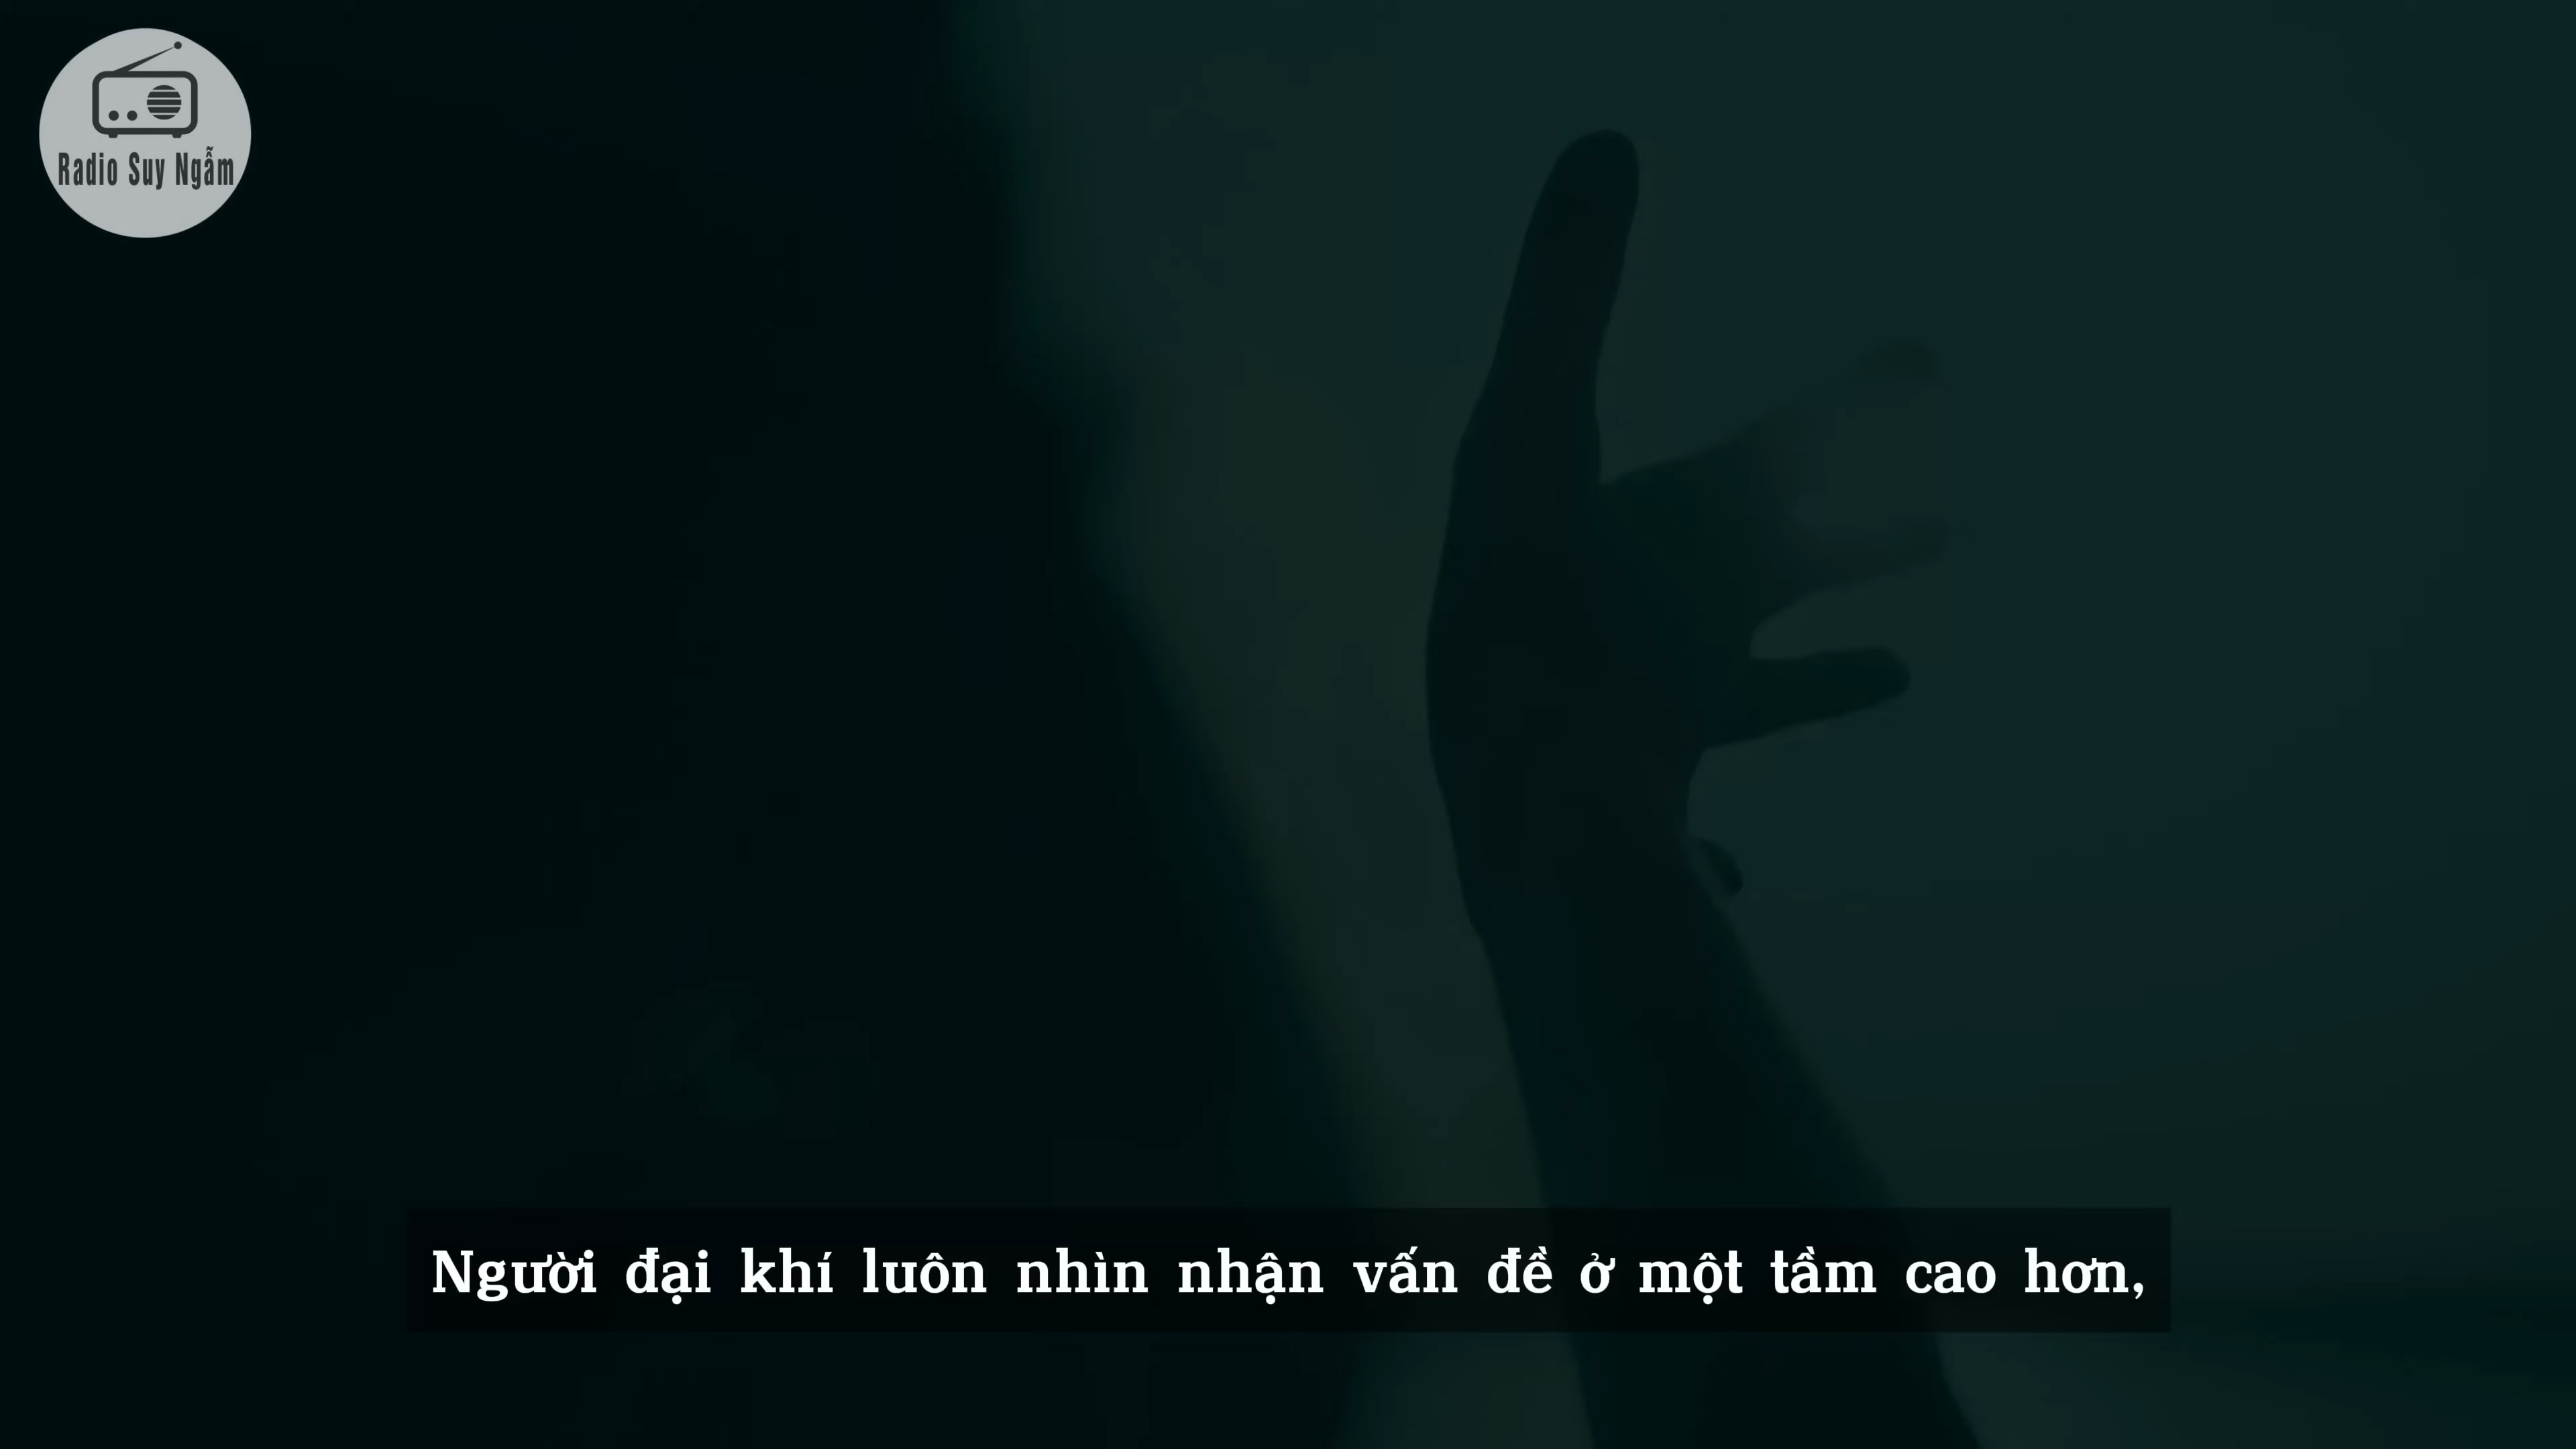 Radio Suy Ngẫm
Người đại khí luôn nhìn nhận vấn đề ở một tầm cao hơn,